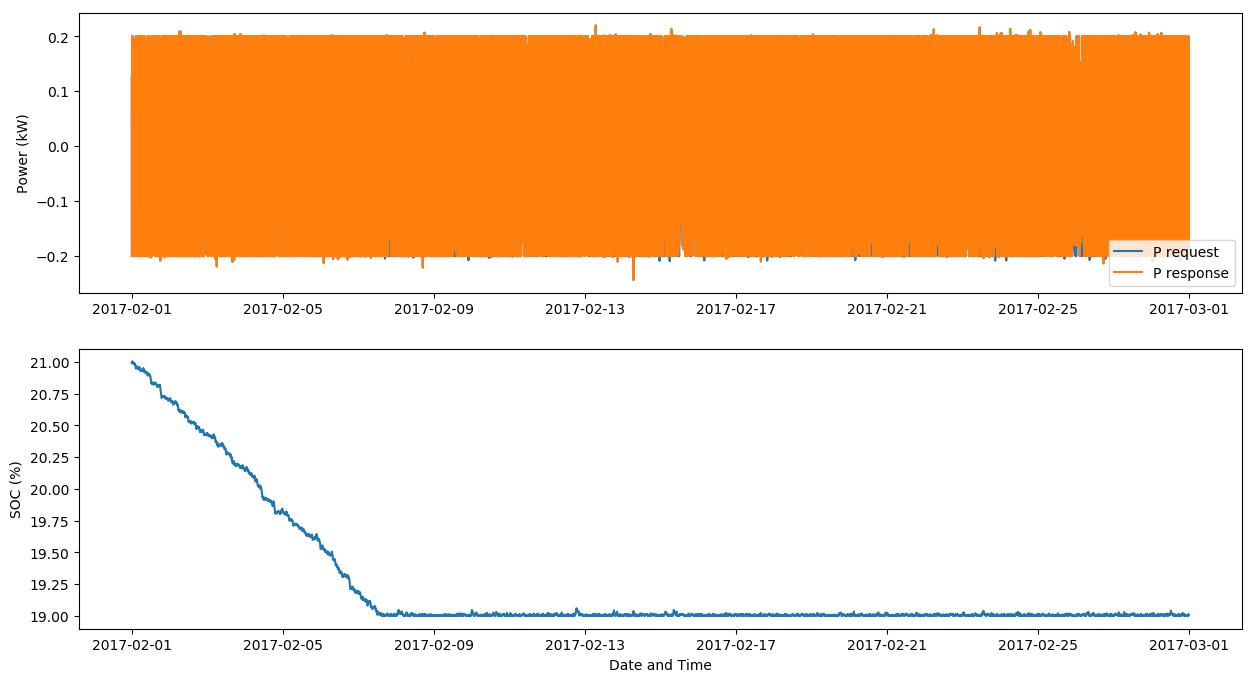 0.2
0.1
0.0
−0.1
−0.2
Power (kW)
P request
P response
2017-02-01 2017-02-05 2017-02-09 2017-02-13 2017-02-17 2017-02-21 2017-02-25 2017-03-01
21.00
20.75
20.50
20.25
20.00
19.75
19.50
19.25
19.00
SOC (%)
2017-02-01 2017-02-05 2017-02-09 2017-02-13 2017-02-17 2017-02-21 2017-02-25 2017-03-01
Date and Time